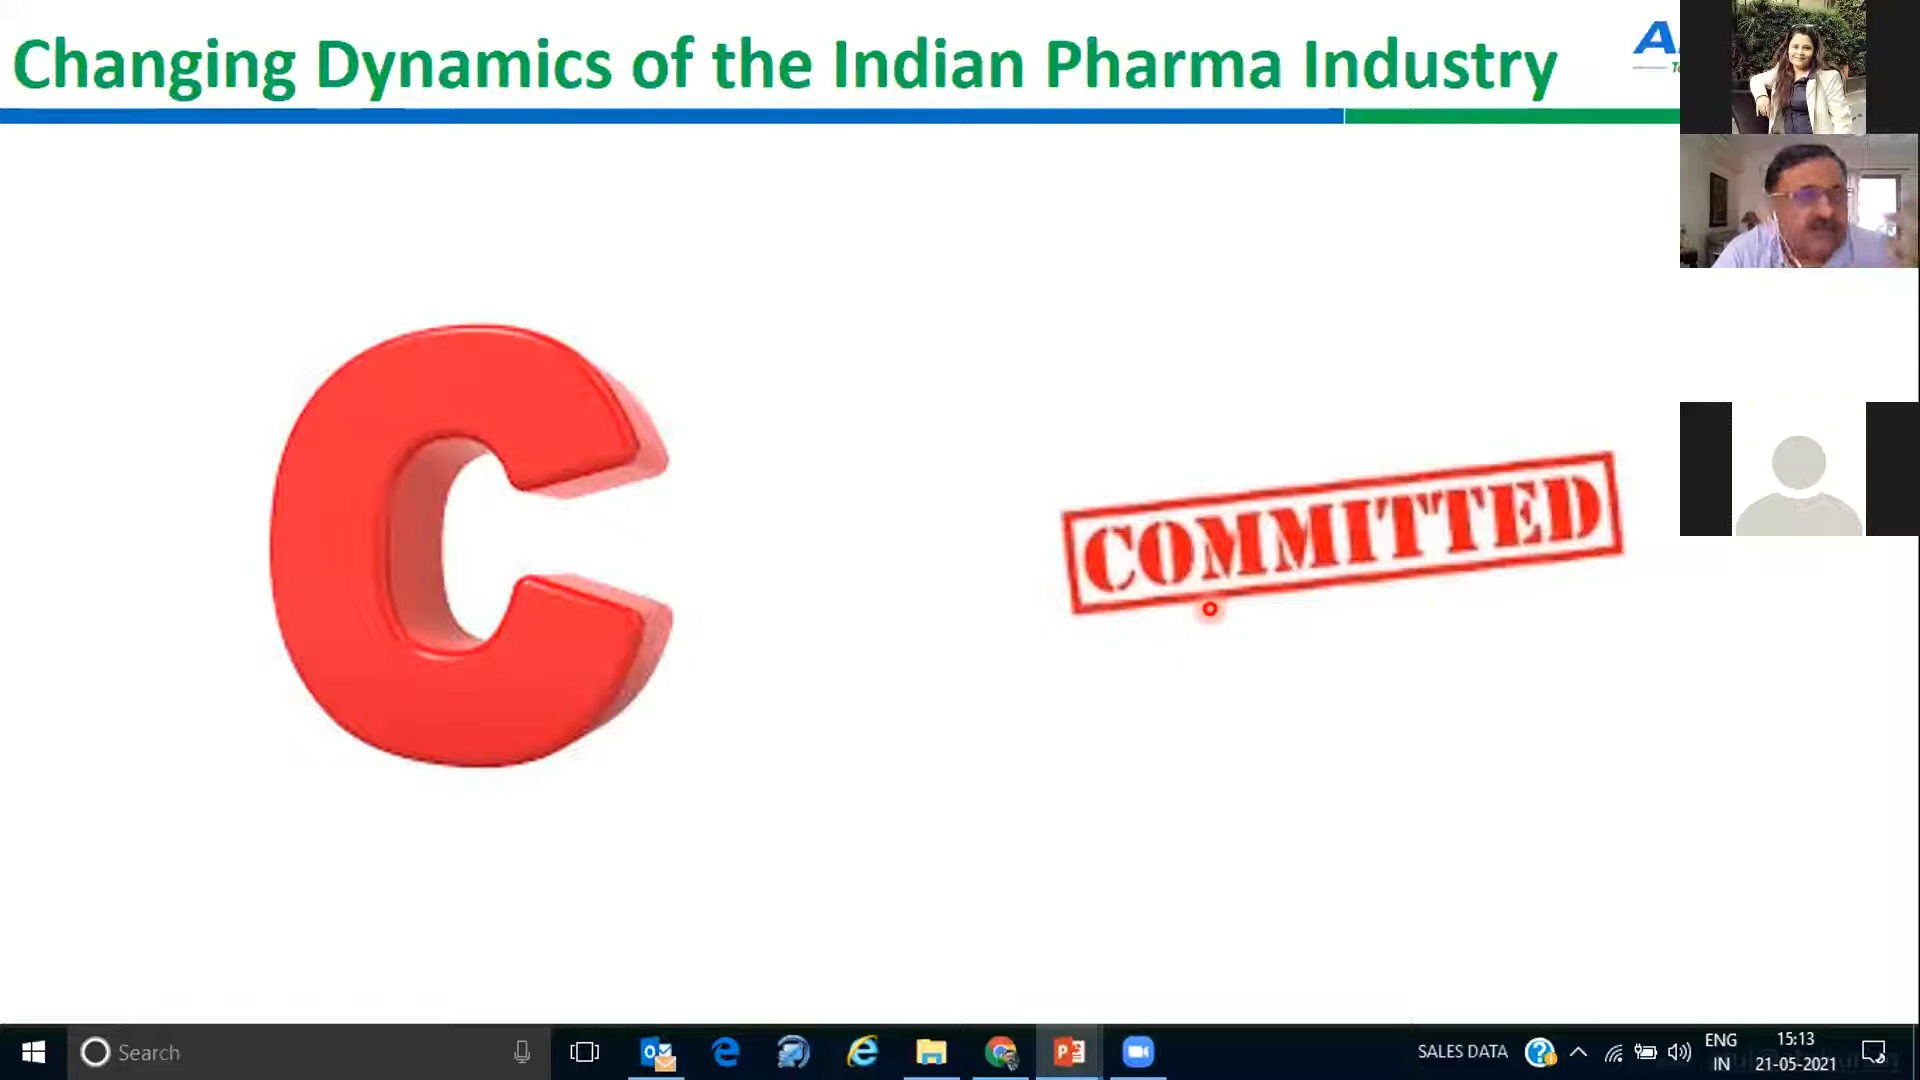 Changing Dynamics of the Indian Pharma Industry
C
COMMITTED
Search
SALES DATA
ENG
IN
15:13
21-05-2021